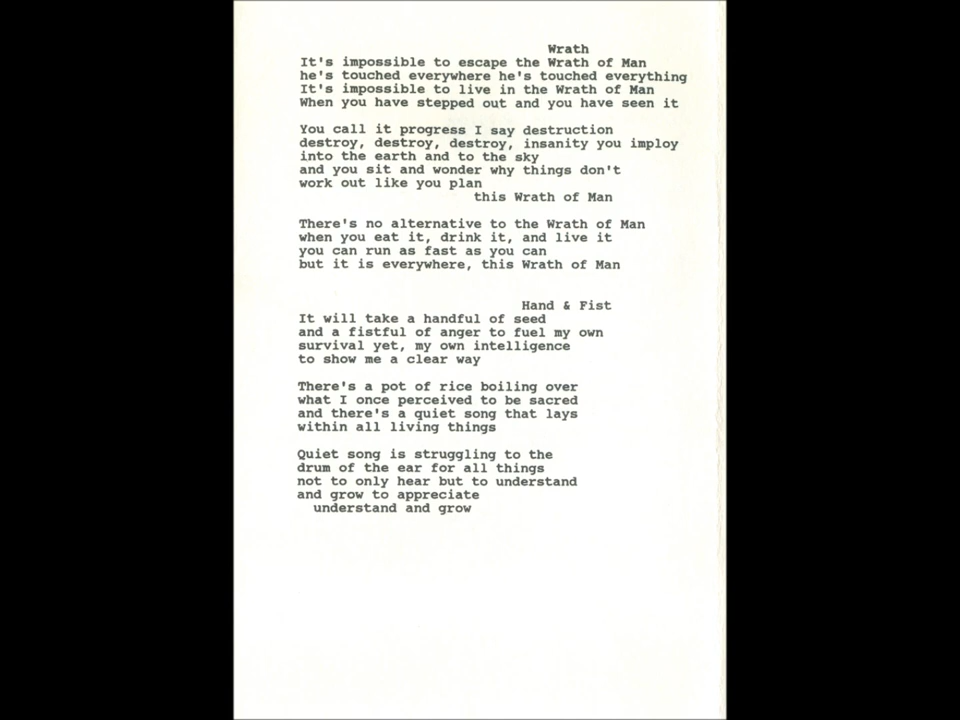 Wrath
It's impossible to escape the Wrath of Man
he's touched everywhere he's touched everything
It's impossible to live in the Wrath of Man
When you have stepped out and you have seen it
You call it progress I say destruction
destroy, destroy, destroy, insanity you imploy
into the earth and to the sky
and you sit and wonder why things don't
work out like you plan
this Wrath of Man
There's no alternative to the Wrath of Man
when you eat it, drink it, and live it
you can run as fast as you can
but it is everywhere, this Wrath of Man
Hand & Fist
It will take a handful of seed
and a fistful of anger to fuel my own
survival yet, my own intelligence
to show me a clear way
There's a pot of rice boiling over
what I once perceived to be sacred
and there's a quiet song that lays
within all living things
Quiet song is struggling to the
drum of the ear for all things
not to only hear but to understand
and grow to appreciate
understand and grow